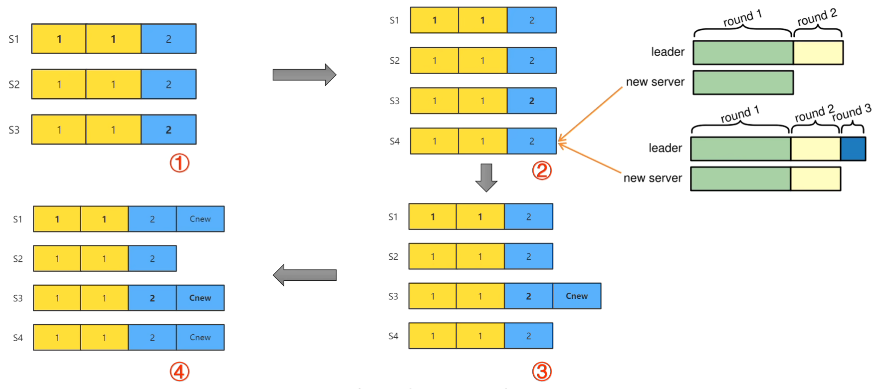 S1 1 1 2
S2 1 1 2
S3 1 1 2
①
S1 1 1 2
S2 1 1 2
S3 1 1 2
S4 1 1 2
②
round 1 round 2
leader
new server
round 1 round 2 round 3
leader
new server
S1 1 1 2
S2 1 1 2
S3 1 1 2 Cnew
S4 1 1 2
③
S1 1 1 2 Cnew
S2 1 1 2
S3 1 1 2 Cnew
S4 1 1 2 Cnew
④